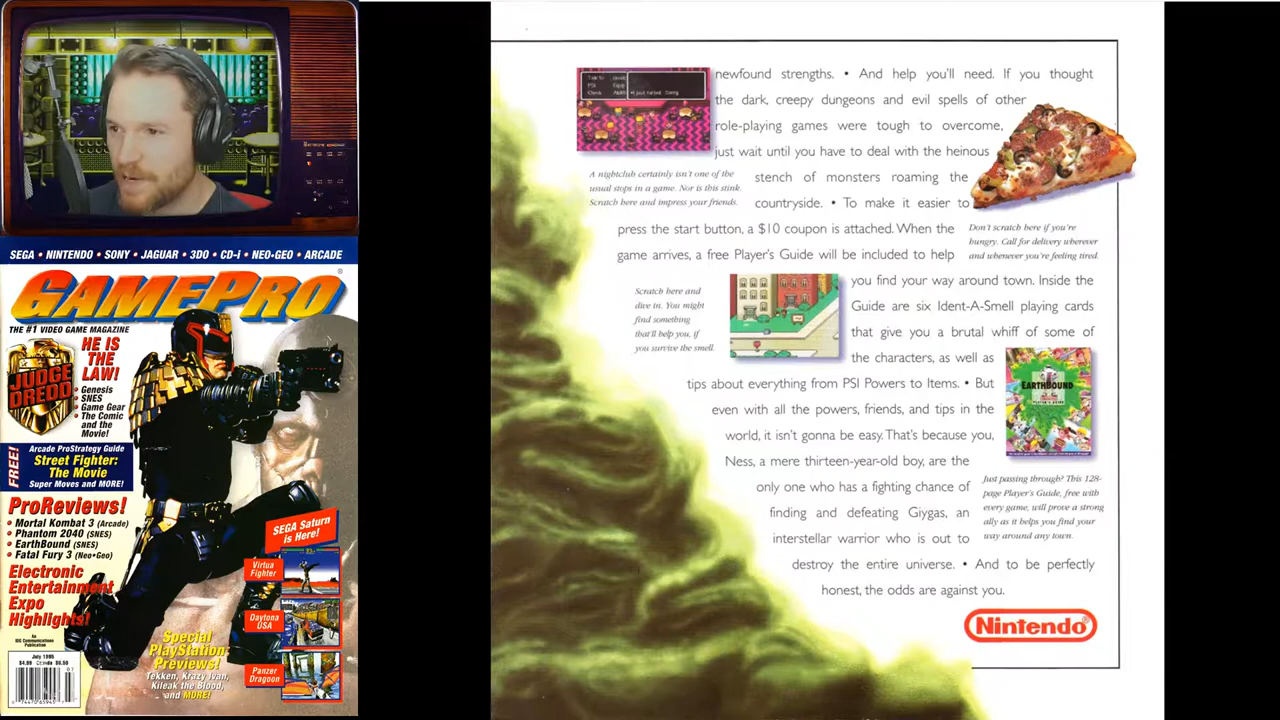 SEGA • NINTENDO • SONY • JAGUAR • 3DO • CD-i • NEO•GEO • ARCADE
GAMEPRO
THE #1 VIDEO GAME MAGAZINE
HE IS
THE
LAW!
JUDGE
DREDD
• Genesis
• SNES
• Game Gear
• The Comic
and the
Movie!
FREE!
Arcade ProStrategy Guide
Street Fighter:
The Movie
Super Moves and MORE!
ProReviews!
• Mortal Kombat 3 (Arcade)
• Phantom 2040 (SNES)
• EarthBound (SNES)
• Fatal Fury 3 (Neo•Geo)
Electronic
Entertainment
Expo
Highlights!
An
IDG Communications
Publication
July 1995
SEGA Saturn
is Here!
Virtua
Fighter
Daytona
USA
Panzer
Dragoon
Special
PlayStation
Previews!
Tekken, Krazy Ivan,
Kileak the Blood,
and MORE!
newfound strengths. • And help you'll need. If you thought
the dark, creepy dungeons and evil spells of other
role-playing games were tough to overcome,
just wait until you have to deal with the heinous
stench of monsters roaming the
countryside. • To make it easier to
press the start button, a $10 coupon is attached. When the
game arrives, a free Player's Guide will be included to help
you find your way around town. Inside the
Guide are six Ident-A-Smell playing cards
that give you a brutal whiff of some of
the characters, as well as
tips about everything from PSI Powers to Items. • But
even with all the powers, friends, and tips in the
world, it isn't gonna be easy. That's because you,
Ness, a mere thirteen-year-old boy, are the
only one who has a fighting chance of
finding and defeating Giygas, an
interstellar warrior who is out to
destroy the entire universe. • And to be perfectly
honest, the odds are against you.
A nightclub certainly isn't one of the
usual stops in a game. Nor is this stink.
Scratch here and impress your friends.
Don't scratch here if you're
hungry. Call for delivery wherever
and whenever you're feeling tired.
Scratch here and
dive in. You might
find something
that'll help you, if
you survive the smell.
EARTHBOUND
Just passing through? This 128-
page Player's Guide, free with
every game, will prove a strong
ally as it helps you find your
way around any town.
Nintendo®